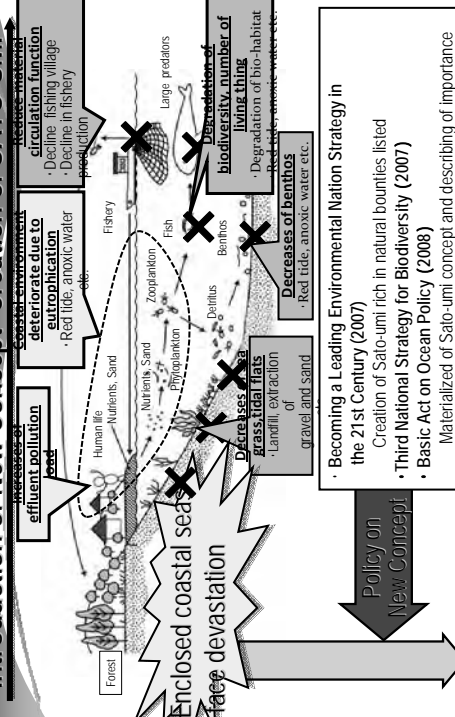 Increases of
effluent pollution
load
Coastal environment
deteriorate due to
eutrophication
· Red tide, anoxic water
etc.
Reduce material
circulation function
· Decline fishing village
· Decline in fishery
production
Forest
Human life
Nutrients, Sand
Nutrients, Sand
Phytoplankton
Zooplankton
Detritus
Fishery
Fish
Benthos
Large predators
Degradation of
biodiversity, number of
living thing
· Degradation of bio-habitat
· Red tide, anoxic water etc.
Decreases of benthos
· Red tide, anoxic water etc.
Decreases sea
grass, tidal flats
· Landfill, extraction
of
gravel and sand
Enclosed coastal seas
face devastation
Policy on
New Concept
· Becoming a Leading Environmental Nation Strategy in
the 21st Century (2007)
Creation of Sato-umi rich in natural bounties listed
· Third National Strategy for Biodiversity (2007)
· Basic Act on Ocean Policy (2008)
Materialized of Sato-umi concept and describing of importance